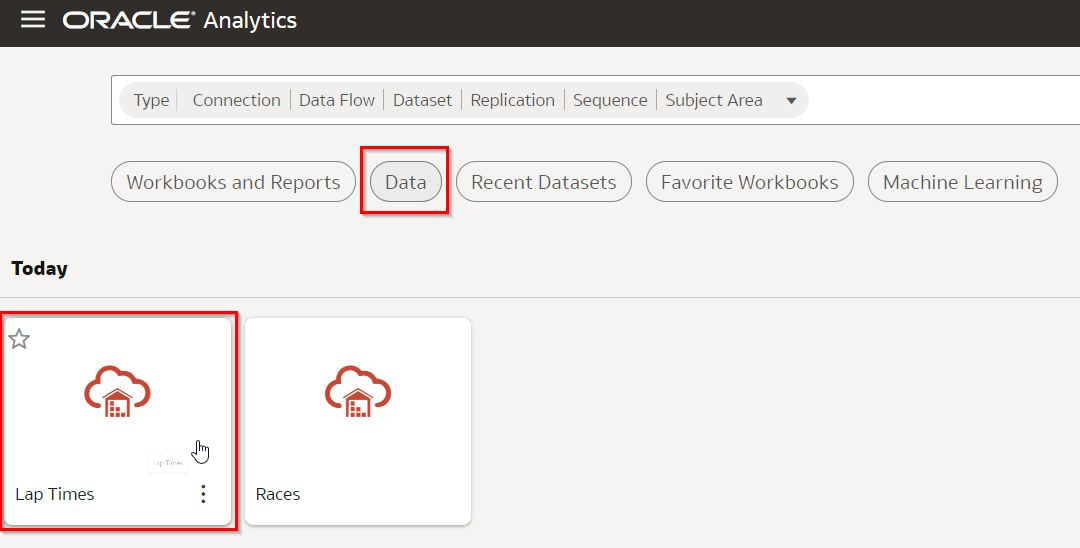 ORACLE Analytics
Type Connection Data Flow Dataset Replication Sequence Subject Area
Workbooks and Reports Data Recent Datasets Favorite Workbooks Machine Learning
Today
Lap Times
Lap Times Races